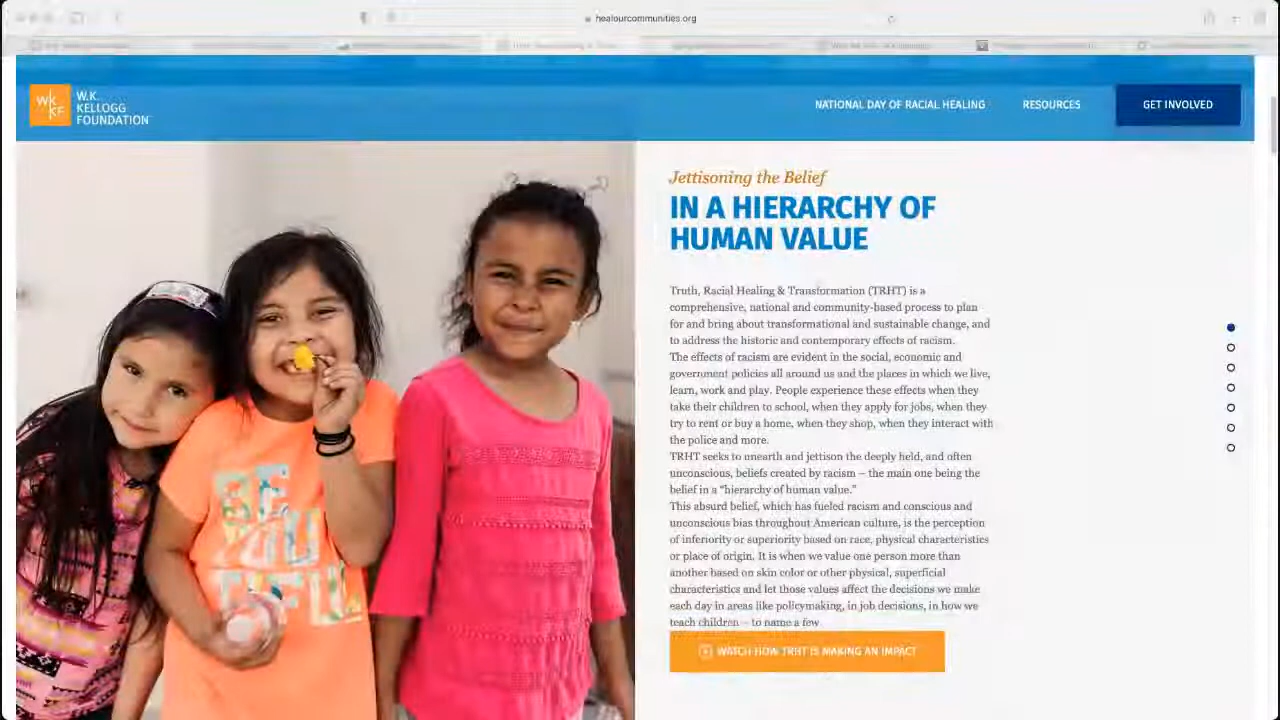 healourcommunities.org
W.K.
KELLOGG
FOUNDATION
NATIONAL DAY OF RACIAL HEALING
RESOURCES
GET INVOLVED
Jettisoning the Belief
IN A HIERARCHY OF
HUMAN VALUE
Truth, Racial Healing & Transformation (TRHT) is a
comprehensive, national and community-based process to plan
for and bring about transformational and sustainable change, and
to address the historic and contemporary effects of racism.
The effects of racism are evident in the social, economic and
government policies all around us and the places in which we live,
learn, work and play. People experience these effects when they
take their children to school, when they apply for jobs, when they
try to rent or buy a home, when they shop, when they interact with
the police and more.
TRHT seeks to unearth and jettison the deeply held, and often
unconscious, beliefs created by racism – the main one being the
belief in a "hierarchy of human value."
This absurd belief, which has fueled racism and conscious and
unconscious bias throughout American culture, is the perception
of inferiority or superiority based on race, physical characteristics
or place of origin. It is when we value one person more than
another based on skin color or other physical, superficial
characteristics and let those values affect the decisions we make
each day in areas like policymaking, in job decisions, in how we
teach children – to name a few
WATCH HOW TRHT IS MAKING AN IMPACT
WK
KF
BE
YOU